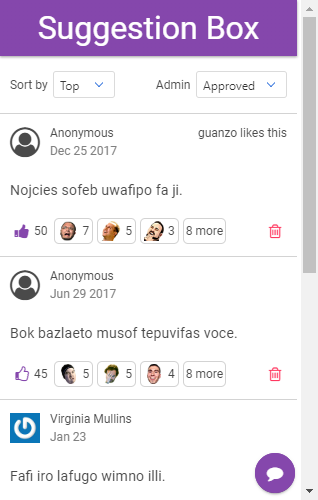 Suggestion Box
Sort by Top Admin Approved
Anonymous guanzo likes this
Dec 25 2017
Nojcies sofeb uwafipo fa ji.
50 7 5 3 8 more
Anonymous
Jun 29 2017
Bok bazlaeto musof tepuvifas voce.
45 5 5 4 8 more
Virginia Mullins
Jan 23
Fafi iro lafugo wimno illi.